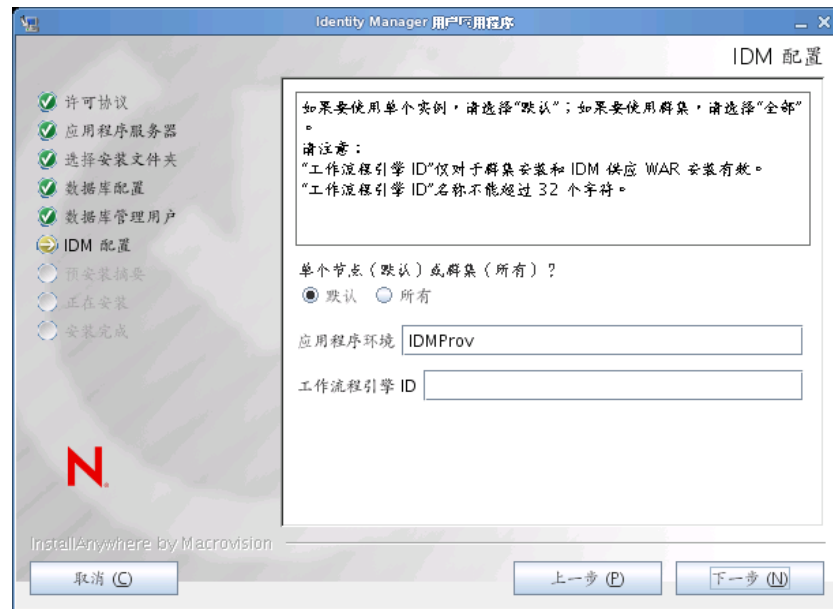 Identity Manager 用户应用程序
IDM 配置
许可协议
应用程序服务器
选择安装文件夹
数据库配置
数据库管理用户
IDM 配置
预安装摘要
正在安装
安装完成
如果要使用单个实例，请选择“默认”；如果要使用群集，请选择“全部”
。
请注意：
“工作流程引擎 ID”仅对于群集安装和 IDM 供应 WAR 安装有效。
“工作流程引擎 ID”名称不能超过 32 个字符。
单个节点（默认）或群集（所有）？
默认 所有
应用程序环境 IDMProv
工作流程引擎 ID
N
InstallAnywhere by Macrovision
取消 (C) 上一步 (P) 下一步 (N)